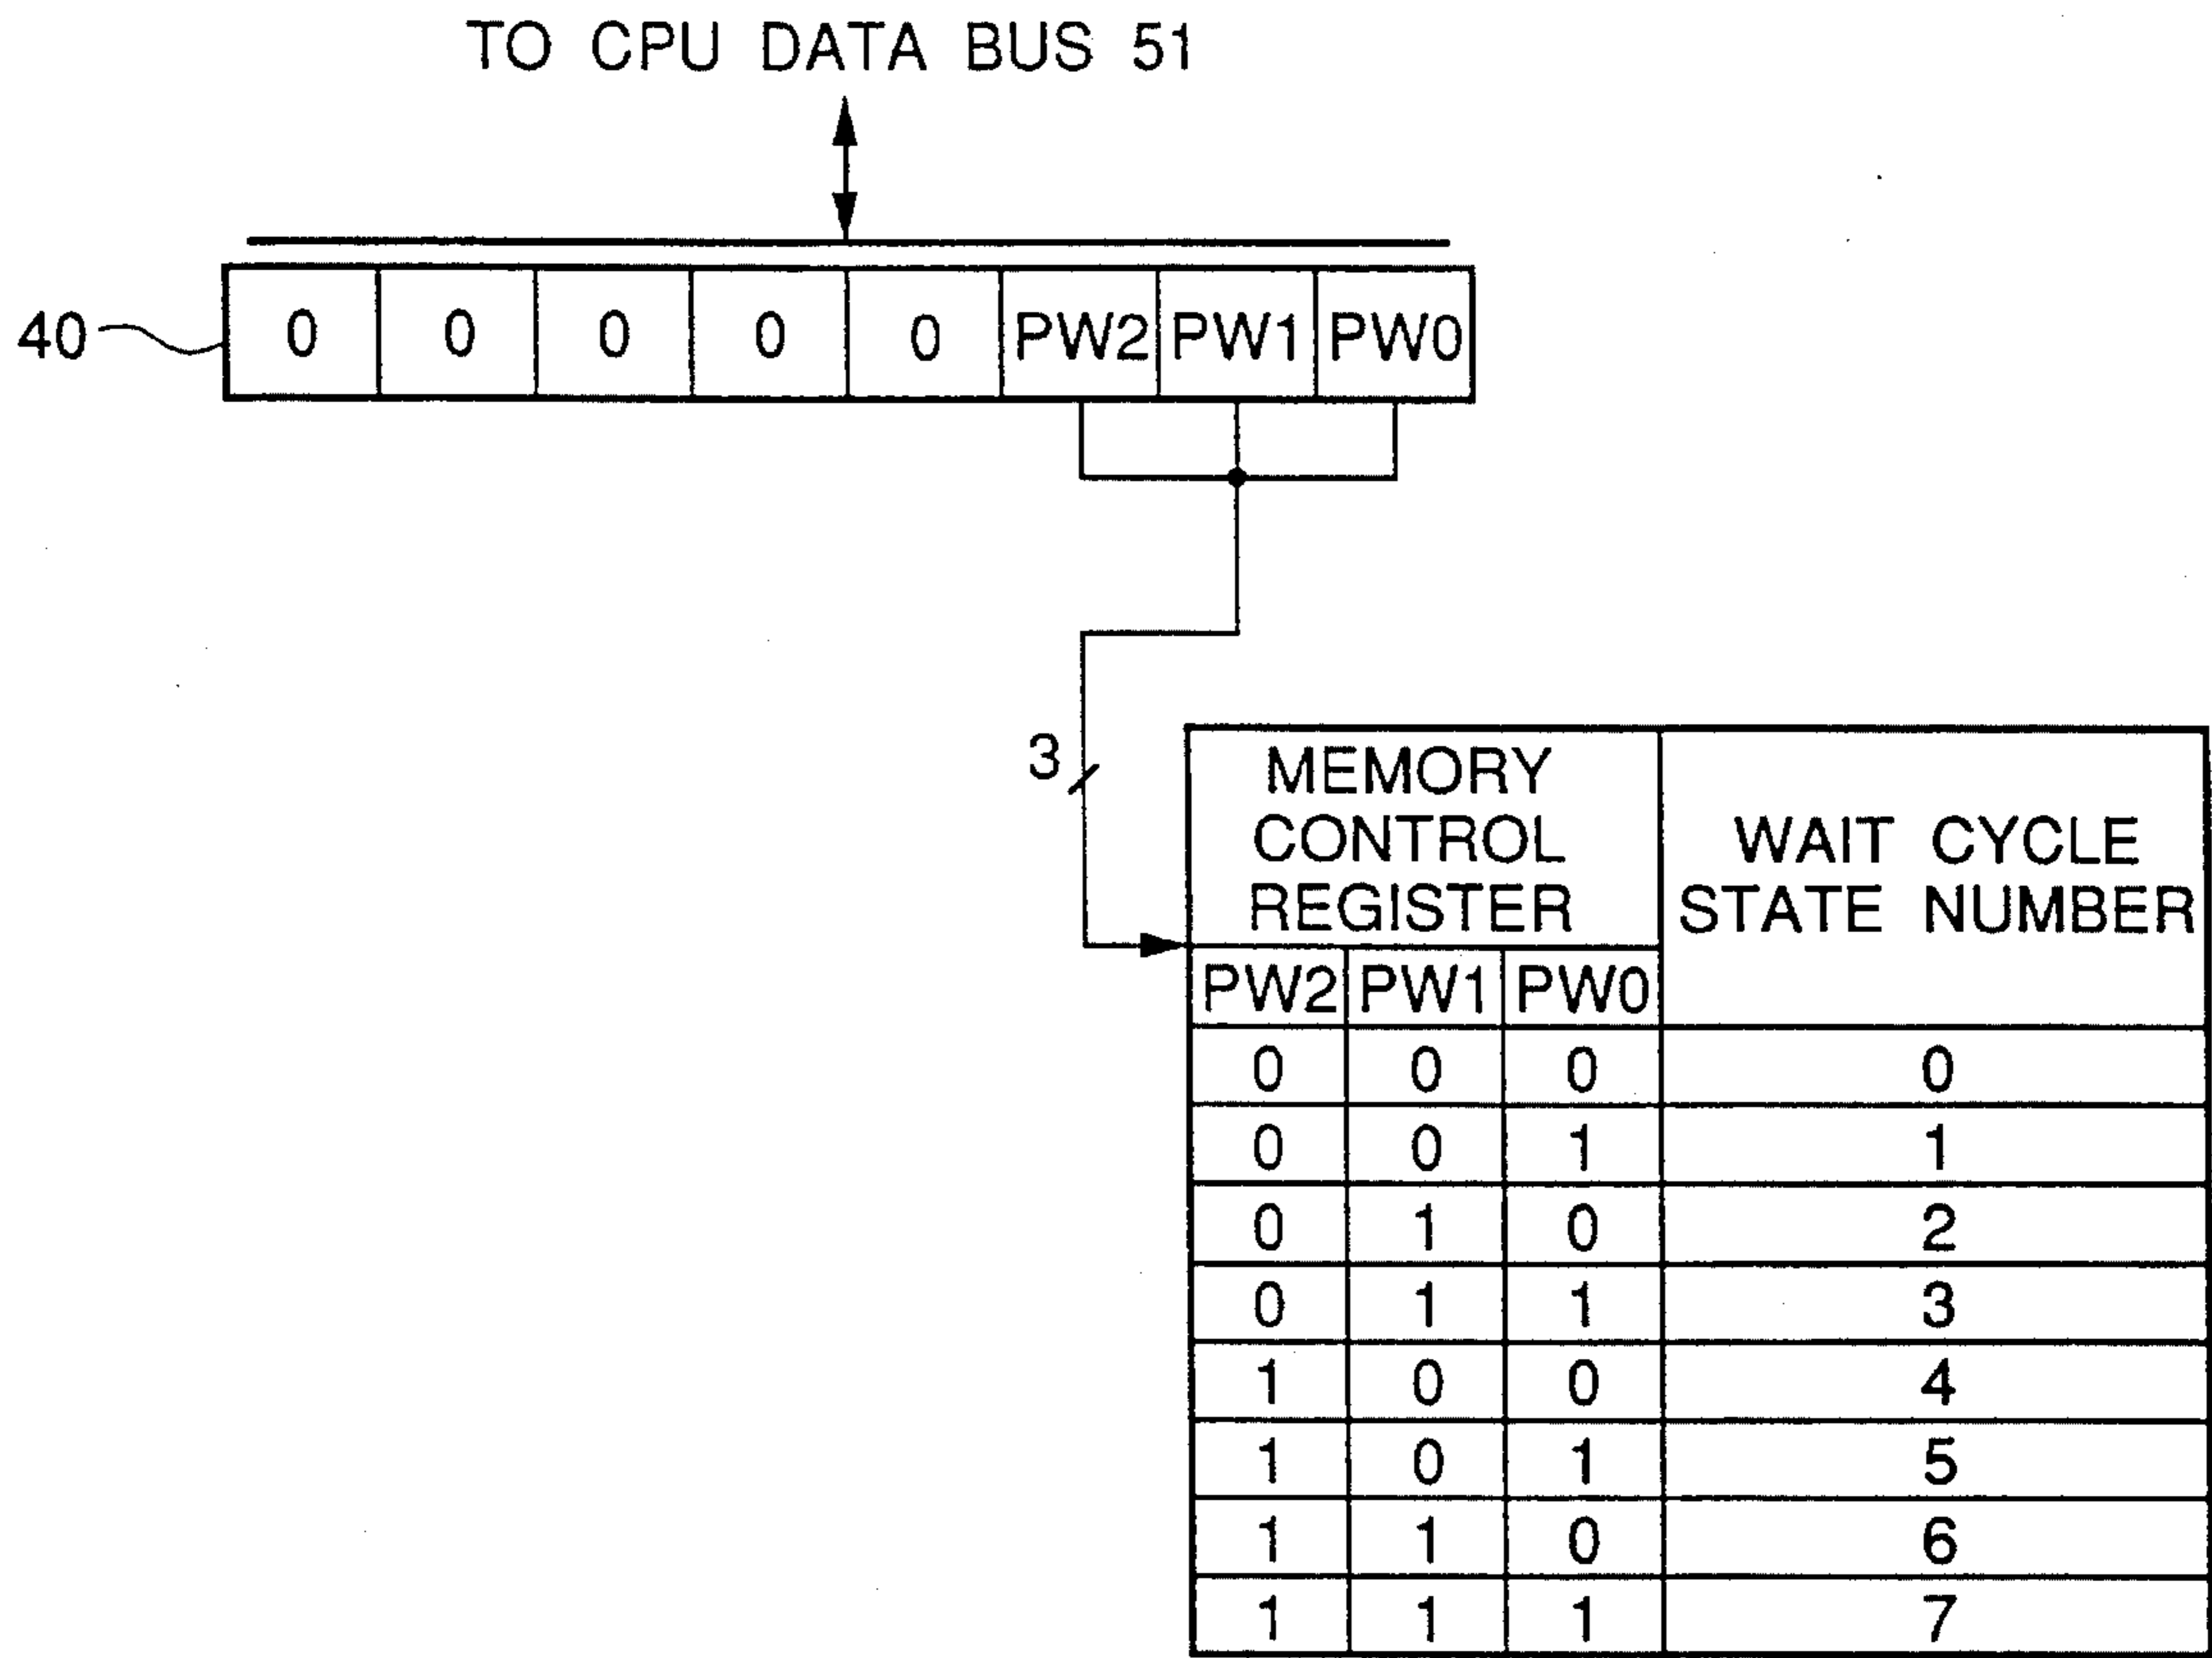 TO CPU DATA BUS 51
40 0 0 0 0 0 PW2 PW1 PW0
3
MEMORY CONTROL REGISTER
WAIT CYCLE STATE NUMBER
PW2 PW1 PW0
0 0 0 0
0 0 1 1
0 1 0 2
0 1 1 3
1 0 0 4
1 0 1 5
1 1 0 6
1 1 1 7